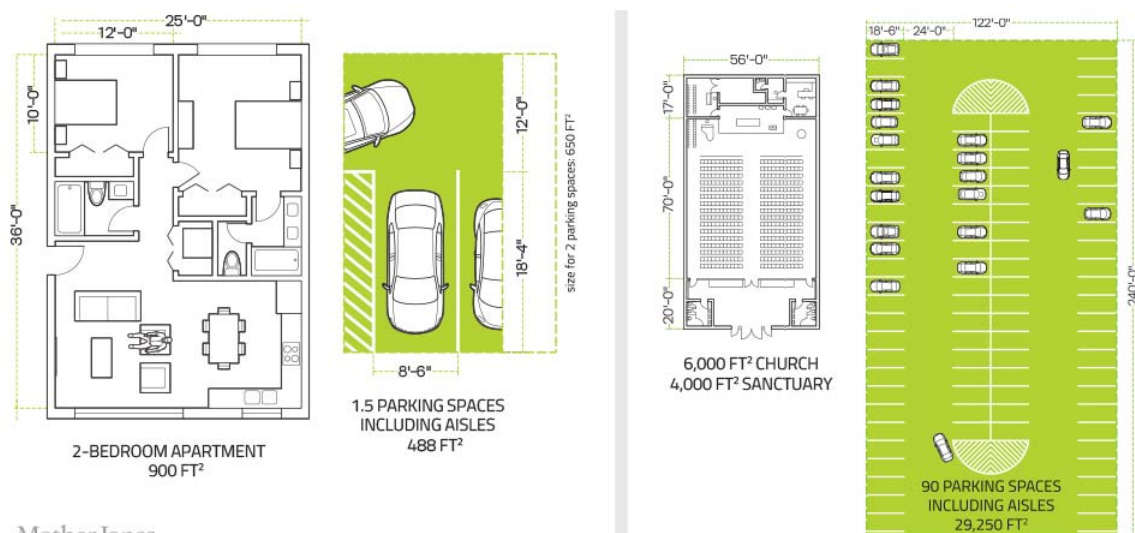 25'-0"
12'-0"
10'-0"
36'-0"
2-BEDROOM APARTMENT
900 FT²
12'-0"
18'-4"
size for 2 parking spaces: 650 FT²
8'-6"
1.5 PARKING SPACES
INCLUDING AISLES
488 FT²
56'-0"
17'-0"
70'-0"
20'-0"
6,000 FT² CHURCH
4,000 FT² SANCTUARY
122'-0"
18'-6"
24'-0"
240'-0"
90 PARKING SPACES
INCLUDING AISLES
29,250 FT²
Mother Jones